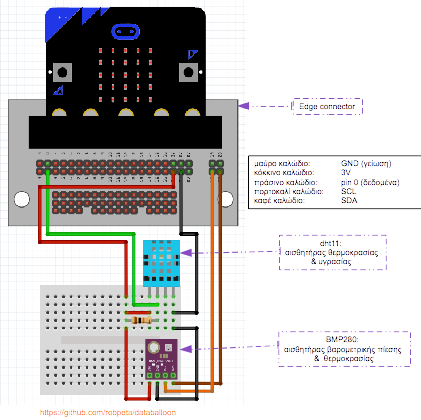 Edge connector
μαύρο καλώδιο: GND (γείωση)
κόκκινο καλώδιο: 3V
πράσινο καλώδιο: pin 0 (δεδομένα)
πορτοκαλί καλώδιο: SCL
καφέ καλώδιο: SDA
dht11:
αισθητήρας θερμοκρασίας
& υγρασίας
BMP280:
αισθητήρας βαρομετρικής πίεσης
& θερμοκρασίας
https://github.com/robpeta/databalloon